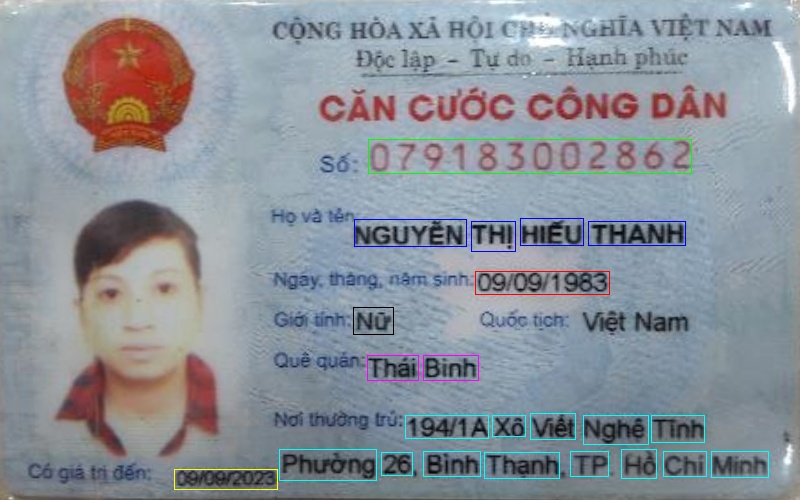 CỘNG HÒA XÃ HỘI CHỦ NGHĨA VIỆT NAM
Độc lập - Tự do - Hạnh phúc
CĂN CƯỚC CÔNG DÂN
Số: 079183002862
Họ và tên NGUYỄN THỊ HIẾU THANH
Ngày, tháng, năm sinh: 09/09/1983
Giới tính: Nữ Quốc tịch: Việt Nam
Quê quán: Thái Bình
Nơi thường trú: 194/1A Xô Viết Nghệ Tĩnh
Phường 26, Bình Thạnh, TP Hồ Chí Minh
Có giá trị đến: 09/09/2023